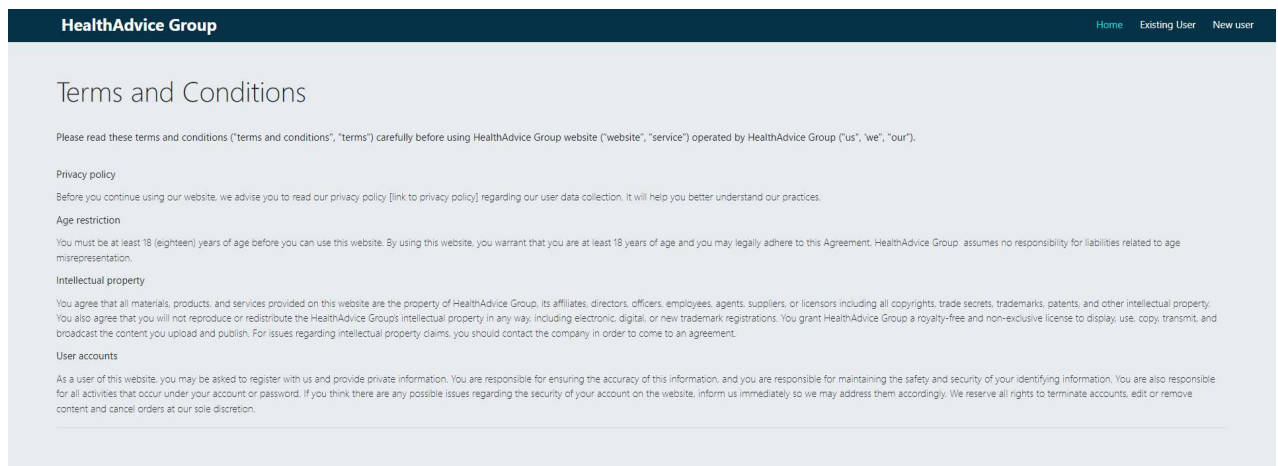 HealthAdvice Group
Home Existing User New user
Terms and Conditions
Please read these terms and conditions ("terms and conditions", "terms") carefully before using HealthAdvice Group website ("website", "service") operated by HealthAdvice Group ("us", 'we", "our").
Privacy policy
Before you continue using our website, we advise you to read our privacy policy [link to privacy policy] regarding our user data collection. It will help you better understand our practices.
Age restriction
You must be at least 18 (eighteen) years of age before you can use this website. By using this website, you warrant that you are at least 18 years of age and you may legally adhere to this Agreement. HealthAdvice Group assumes no responsibility for liabilities related to age
misrepresentation.
Intellectual property
You agree that all materials, products, and services provided on this website are the property of HealthAdvice Group, its affiliates, directors, officers, employees, agents, suppliers, or licensors including all copyrights, trade secrets, trademarks, patents, and other intellectual property.
You also agree that you will not reproduce or redistribute the HealthAdvice Group's intellectual property in any way, including electronic, digital, or new trademark registrations. You grant HealthAdvice Group a royalty-free and non-exclusive license to display, use, copy, transmit, and
broadcast the content you upload and publish. For issues regarding intellectual property claims, you should contact the company in order to come to an agreement.
User accounts
As a user of this website, you may be asked to register with us and provide private information. You are responsible for ensuring the accuracy of this information, and you are responsible for maintaining the safety and security of your identifying information. You are also responsible
for all activities that occur under your account or password. If you think there are any possible issues regarding the security of your account on the website, inform us immediately so we may address them accordingly. We reserve all rights to terminate accounts, edit or remove
content and cancel orders at our sole discretion.